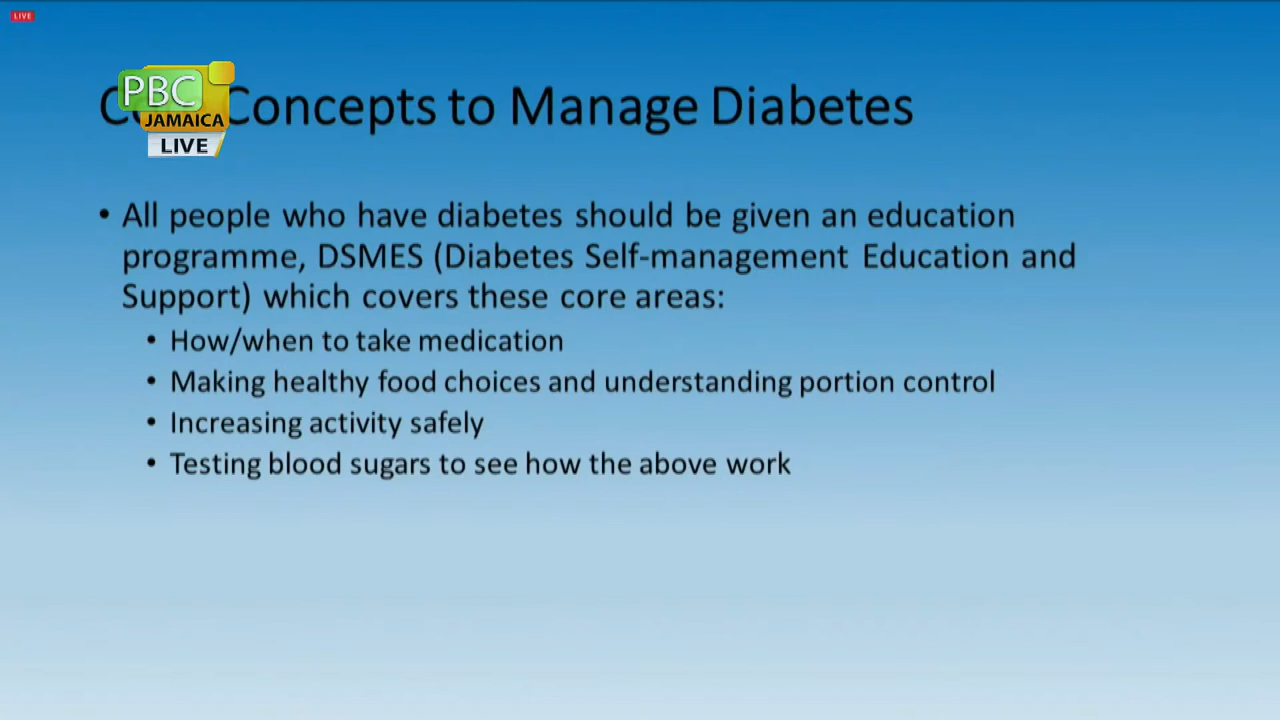 LIVE
PBC
JAMAICA
LIVE
Concepts to Manage Diabetes
• All people who have diabetes should be given an education
programme, DSMES (Diabetes Self-management Education and
Support) which covers these core areas:
• How/when to take medication
• Making healthy food choices and understanding portion control
• Increasing activity safely
• Testing blood sugars to see how the above work